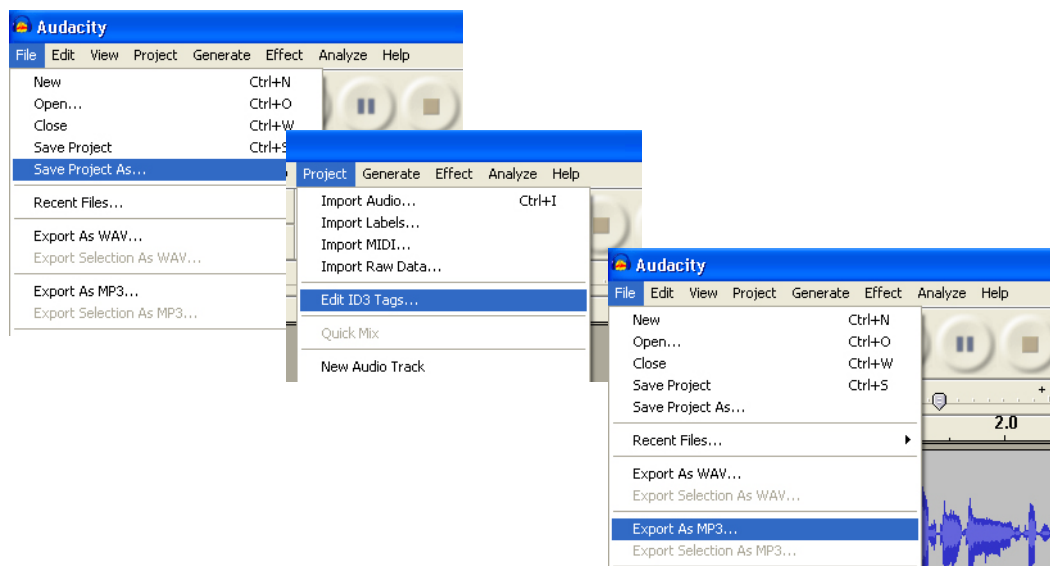 Audacity
File Edit View Project Generate Effect Analyze Help
New Ctrl+N
Open... Ctrl+O
Close Ctrl+W
Save Project Ctrl+S
Save Project As...
Recent Files...
Export As WAV...
Export Selection As WAV...
Export As MP3...
Export Selection As MP3...
Project Generate Effect Analyze Help
Import Audio... Ctrl+I
Import Labels...
Import MIDI...
Import Raw Data...
Edit ID3 Tags...
Quick Mix
New Audio Track
Audacity
File Edit View Project Generate Effect Analyze Help
New Ctrl+N
Open... Ctrl+O
Close Ctrl+W
Save Project Ctrl+S
Save Project As...
Recent Files...
Export As WAV...
Export Selection As WAV...
Export As MP3...
Export Selection As MP3...
2.0